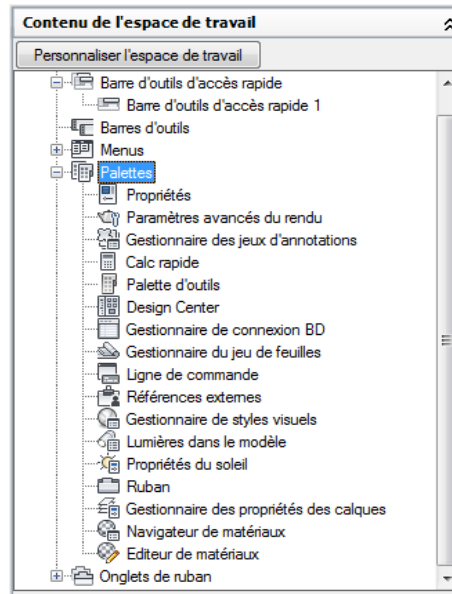 Contenu de l'espace de travail
Personnaliser l'espace de travail
Barre d'outils d'accès rapide
Barre d'outils d'accès rapide 1
Barres d'outils
Menus
Palettes
Propriétés
Paramètres avancés du rendu
Gestionnaire des jeux d'annotations
Calc rapide
Palette d'outils
Design Center
Gestionnaire de connexion BD
Gestionnaire du jeu de feuilles
Ligne de commande
Références externes
Gestionnaire de styles visuels
Lumières dans le modèle
Propriétés du soleil
Ruban
Gestionnaire des propriétés des calques
Navigateur de matériaux
Editeur de matériaux
Onglets de ruban